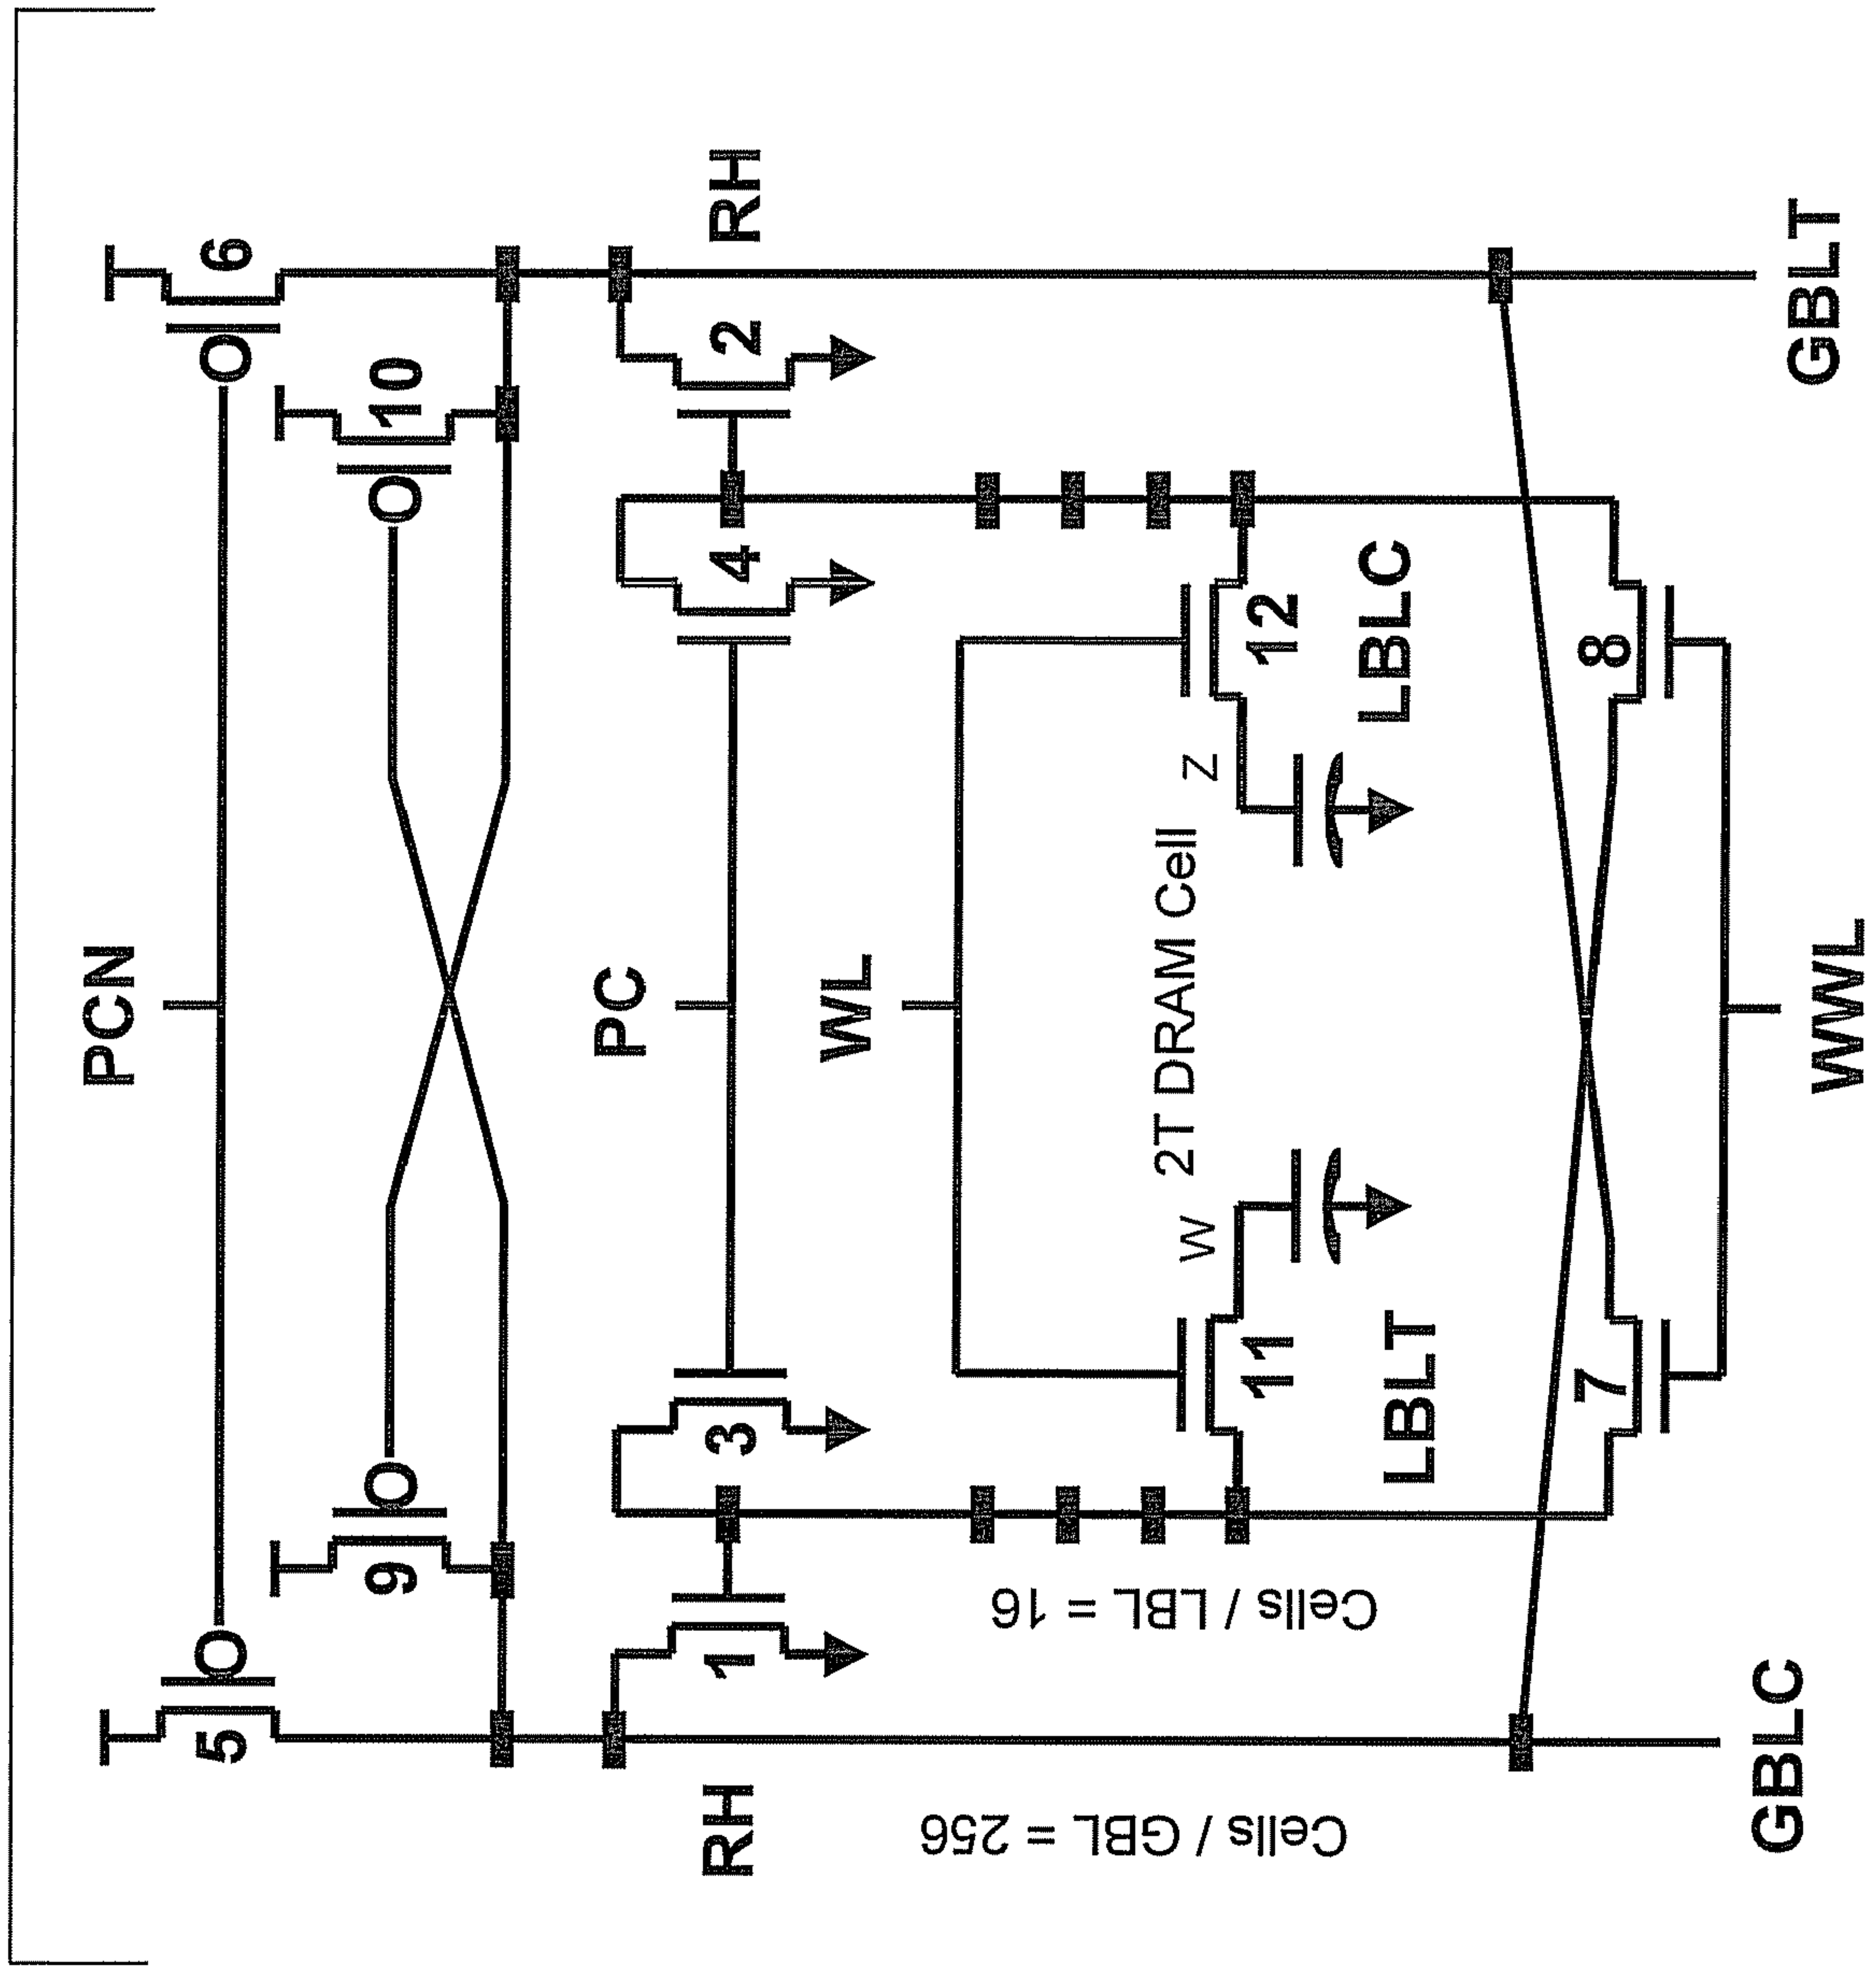 PCN
5
6
9
10
PC
RH
RH
1
3
4
2
WL
2T DRAM Cell
W
Z
11
12
LBLT
LBLC
Cells / LBL = 16
Cells / GBL = 256
7
8
GBLC
WWL
GBLT